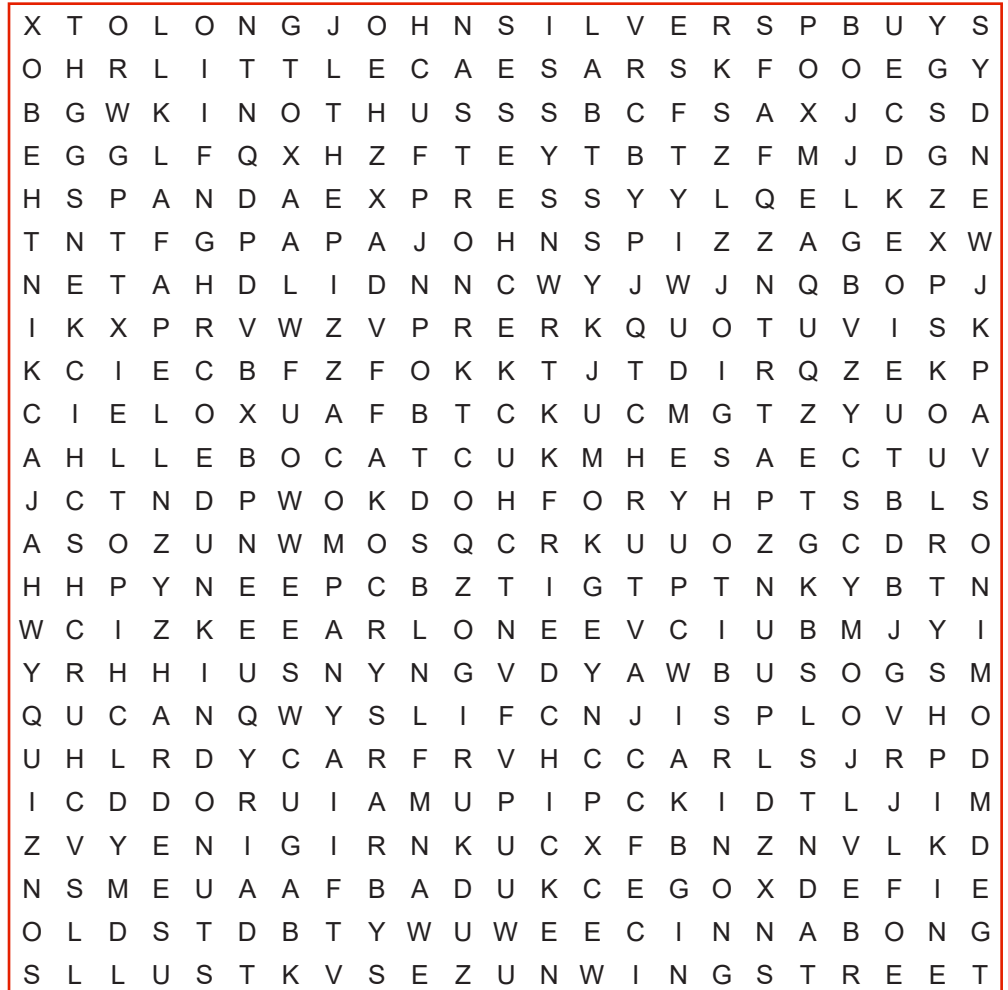 X T O L O N G J O H N S I L V E R S P B U Y S
O H R L I T T L E C A E S A R S K F O O E G Y
B G W K I N O T H U S S S B C F S A X J C S D
E G G L F Q X H Z F T E Y T B T Z F M J D G N
H S P A N D A E X P R E S S Y Y L Q E L K Z E
T N T F G P A P A J O H N S P I Z Z A G E X W
N E T A H D L I D N N C W Y J W J N Q B O P J
I K X P R V W Z V P R E R K Q U O T U V I S K
K C I E C B F Z F O K K T J T D I R Q Z E K P
C I E L O X U A F B T C K U C M G T Z Y U O A
A H L L E B O C A T C U K M H E S A E C T U V
J C T N D P W O K D O H F O R Y H P T S B L S
A S O Z U N W M O S Q C R K U U O Z G C D R O
H H P Y N E E P C B Z T I G T P T N K Y B T N
W C I Z K E E A R L O N E E V C I U B M J Y I
Y R H H I U S N Y N G V D Y A W B U S O G S M
Q U C A N Q W Y S L I F C N J I S P L O V H O
U H L R D Y C A R F R V H C C A R L S J R P D
I C D D O R U I A M U P I P C K I D T L J I M
Z V Y E N I G I R N K U C X F B N Z N V L K D
N S M E U A A F B A D U K C E G O X D E F I E
O L D S T D B T Y W U W E E C I N N A B O N G
S L L U S T K V S E Z U N W I N G S T R E E T